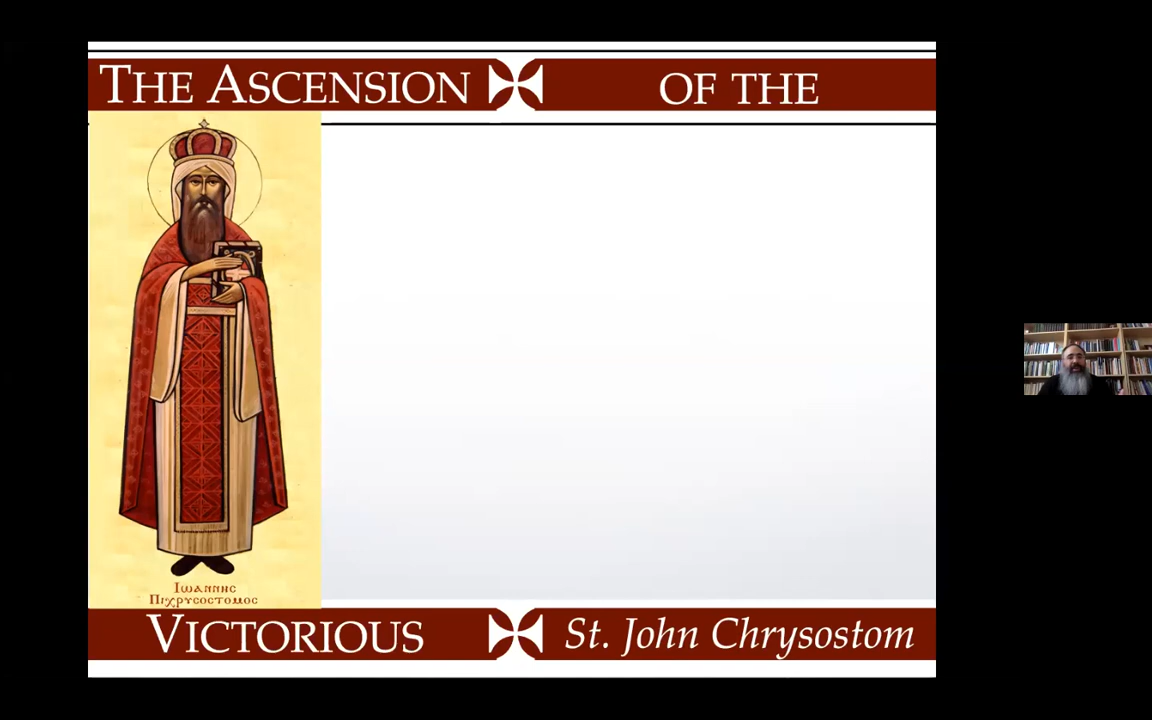 THE ASCENSION OF THE
Ιωαννης
Πιχρυσοστομος
VICTORIOUS St. John Chrysostom